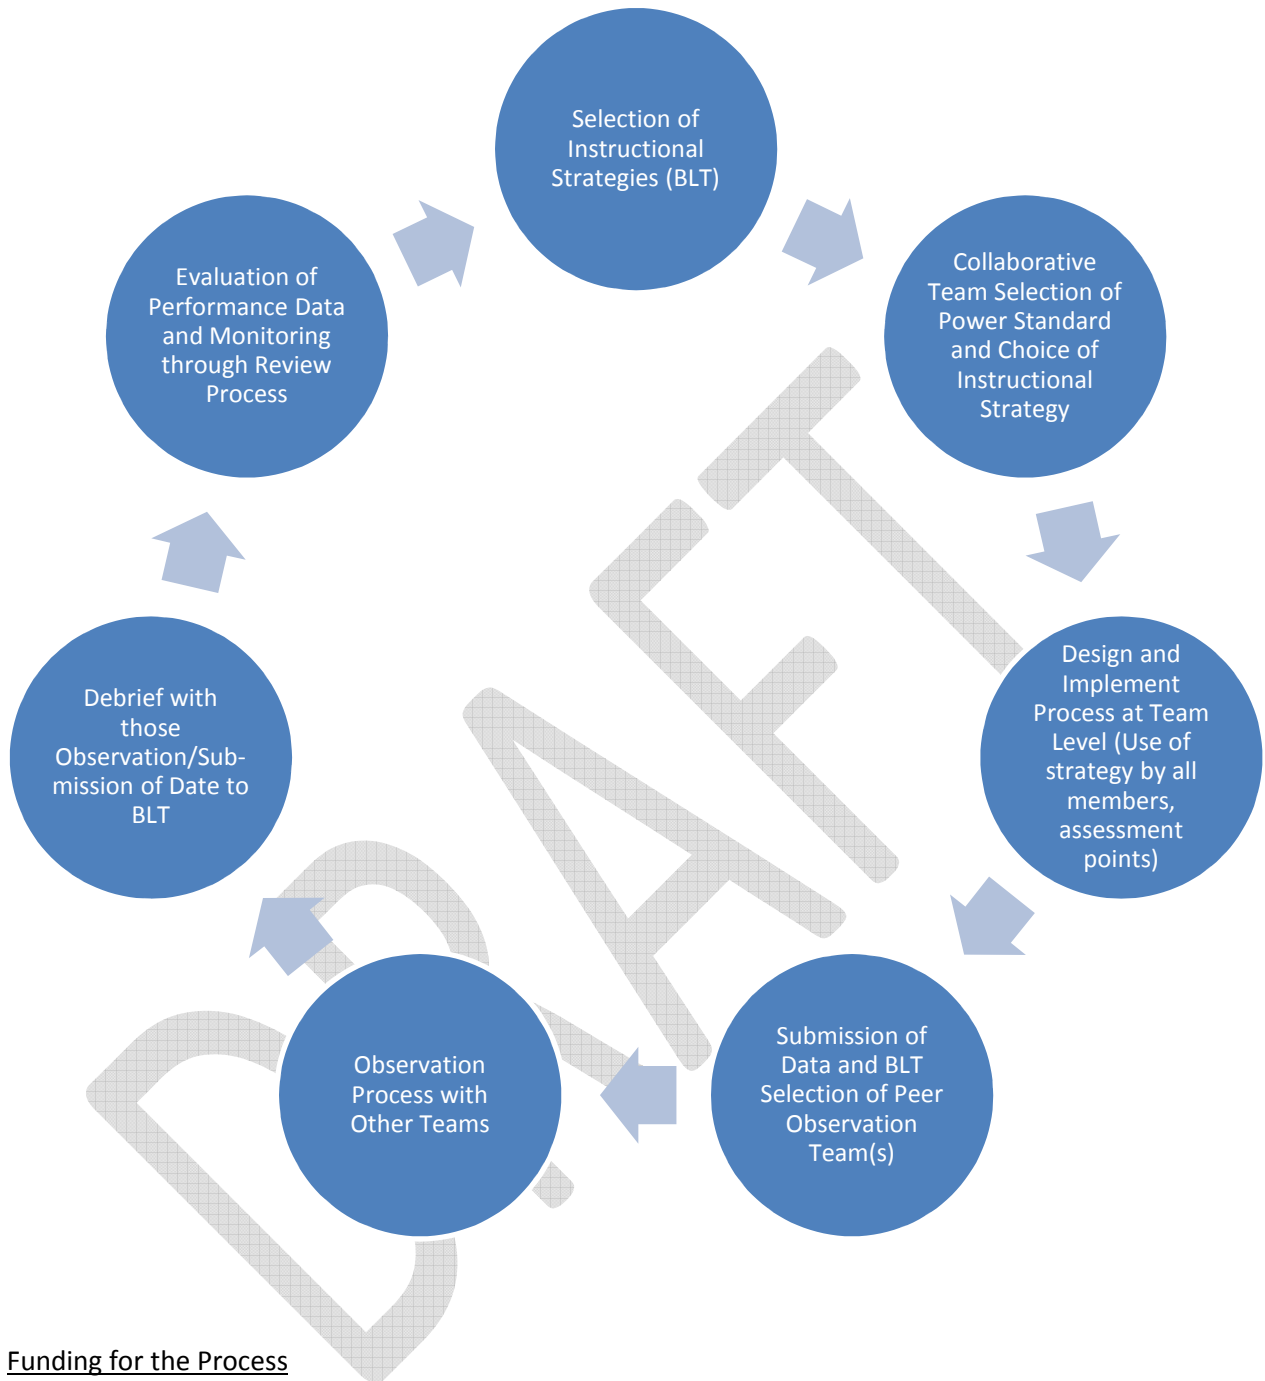 Selection of
Instructional
Strategies (BLT)
Collaborative
Team Selection of
Power Standard
and Choice of
Instructional
Strategy
Design and
Implement
Process at Team
Level (Use of
strategy by all
members,
assessment
points)
Submission of
Data and BLT
Selection of Peer
Observation
Team(s)
Observation
Process with
Other Teams
Debrief with
those
Observation/Sub-
mission of Date to
BLT
Evaluation of
Performance Data
and Monitoring
through Review
Process
DRAFT
Funding for the Process